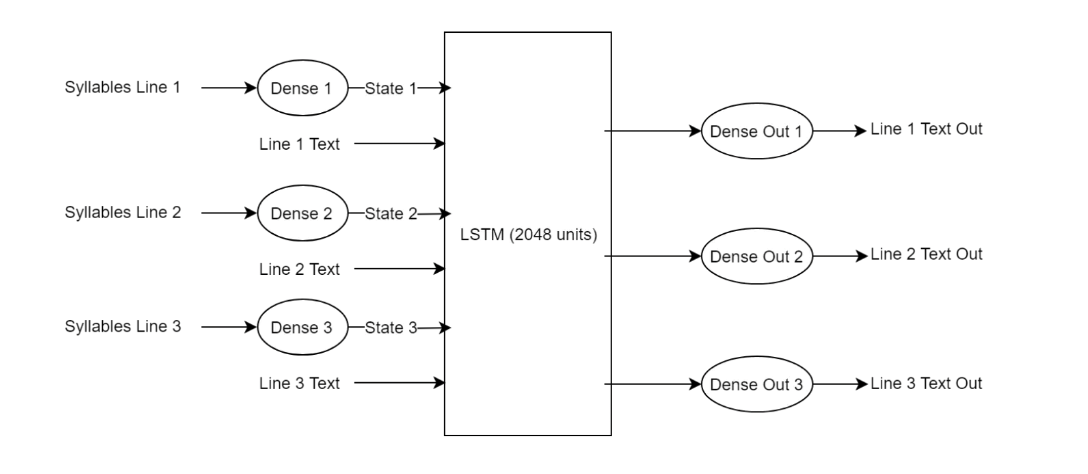 Syllables Line 1
Dense 1
State 1
Line 1 Text
Syllables Line 2
Dense 2
State 2
Line 2 Text
Syllables Line 3
Dense 3
State 3
Line 3 Text
LSTM (2048 units)
Dense Out 1
Line 1 Text Out
Dense Out 2
Line 2 Text Out
Dense Out 3
Line 3 Text Out